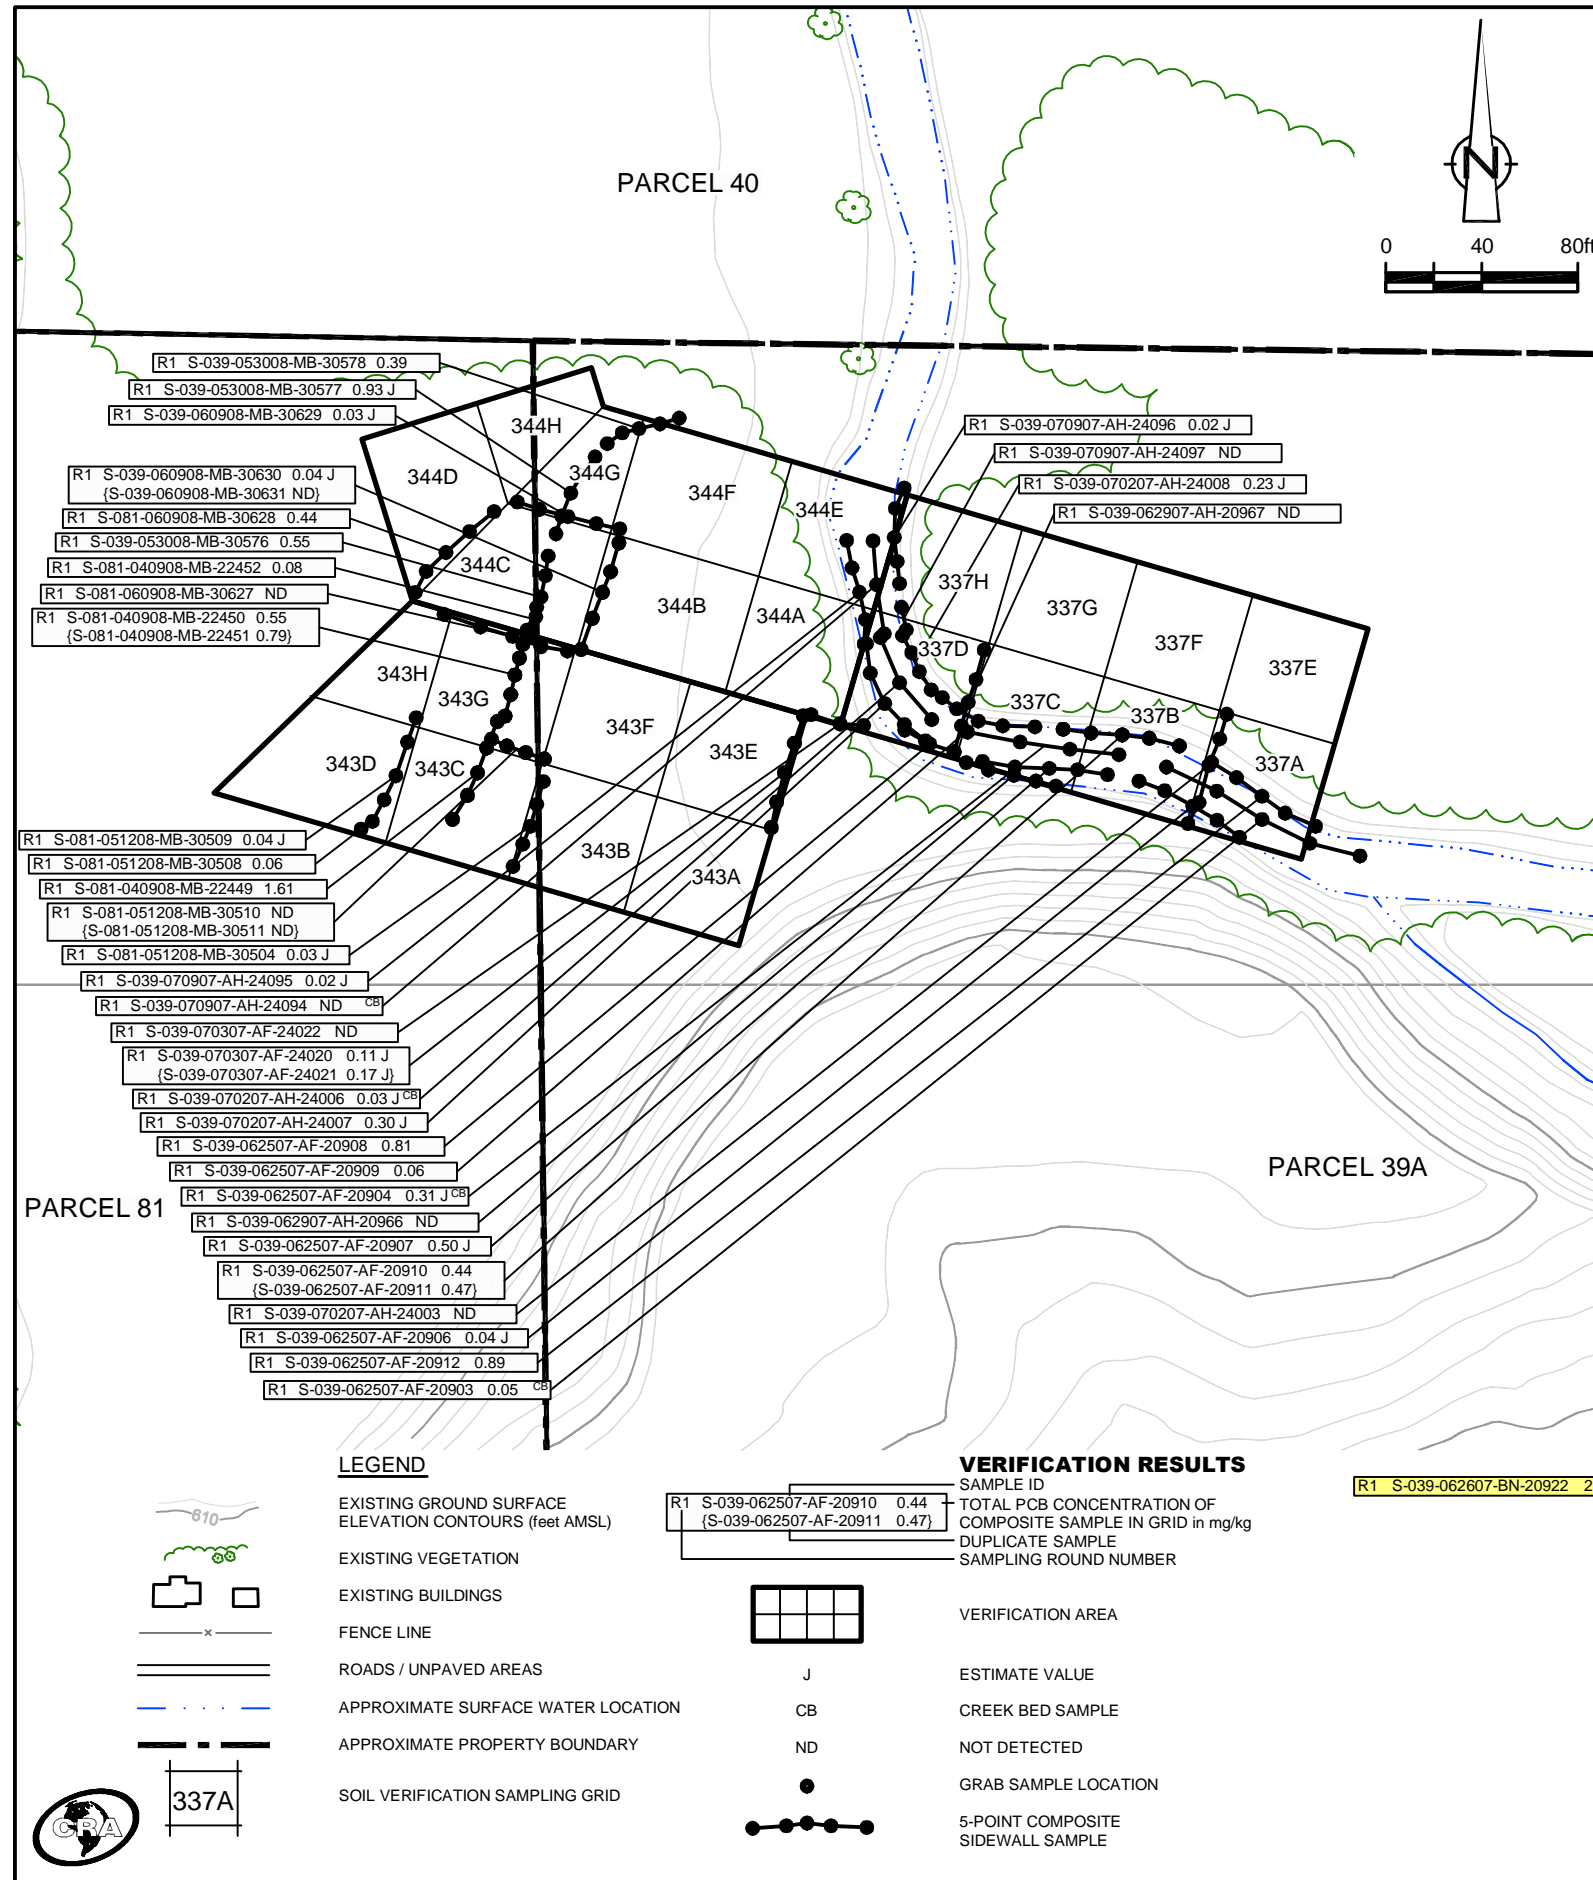 PARCEL 40
N
0 40 80ft
R1 S-039-053008-MB-30578 0.39
R1 S-039-053008-MB-30577 0.93 J
R1 S-039-060908-MB-30629 0.03 J
R1 S-039-060908-MB-30630 0.04 J
{S-039-060908-MB-30631 ND}
R1 S-081-060908-MB-30628 0.44
R1 S-039-053008-MB-30576 0.55
R1 S-081-040908-MB-22452 0.08
R1 S-081-060908-MB-30627 ND
R1 S-081-040908-MB-22450 0.55
{S-081-040908-MB-22451 0.79}
R1 S-039-070907-AH-24096 0.02 J
R1 S-039-070907-AH-24097 ND
R1 S-039-070207-AH-24008 0.23 J
R1 S-039-062907-AH-20967 ND
344H
344D
344G
344F
344E
344C
344B
344A
337H
337G
337F
337E
337D
337C
337B
337A
343H
343G
343F
343E
343D
343C
343B
343A
R1 S-081-051208-MB-30509 0.04 J
R1 S-081-051208-MB-30508 0.06
R1 S-081-040908-MB-22449 1.61
R1 S-081-051208-MB-30510 ND
{S-081-051208-MB-30511 ND}
R1 S-081-051208-MB-30504 0.03 J
R1 S-039-070907-AH-24095 0.02 J
R1 S-039-070907-AH-24094 ND CB
R1 S-039-070307-AF-24022 ND
R1 S-039-070307-AF-24020 0.11 J
{S-039-070307-AF-24021 0.17 J}
R1 S-039-070207-AH-24006 0.03 J CB
R1 S-039-070207-AH-24007 0.30 J
R1 S-039-062507-AF-20908 0.81
R1 S-039-062507-AF-20909 0.06
R1 S-039-062507-AF-20904 0.31 J CB
R1 S-039-062907-AH-20966 ND
R1 S-039-062507-AF-20907 0.50 J
R1 S-039-062507-AF-20910 0.44
{S-039-062507-AF-20911 0.47}
R1 S-039-070207-AH-24003 ND
R1 S-039-062507-AF-20906 0.04 J
R1 S-039-062507-AF-20912 0.89
R1 S-039-062507-AF-20903 0.05 CB
PARCEL 81
PARCEL 39A
LEGEND
610
EXISTING GROUND SURFACE
ELEVATION CONTOURS (feet AMSL)
EXISTING VEGETATION
EXISTING BUILDINGS
x
FENCE LINE
ROADS / UNPAVED AREAS
APPROXIMATE SURFACE WATER LOCATION
APPROXIMATE PROPERTY BOUNDARY
337A
SOIL VERIFICATION SAMPLING GRID
CRA
VERIFICATION RESULTS
R1 S-039-062507-AF-20910 0.44
{S-039-062507-AF-20911 0.47}
SAMPLE ID
TOTAL PCB CONCENTRATION OF
COMPOSITE SAMPLE IN GRID in mg/kg
DUPLICATE SAMPLE
SAMPLING ROUND NUMBER
VERIFICATION AREA
J ESTIMATE VALUE
CB CREEK BED SAMPLE
ND NOT DETECTED
GRAB SAMPLE LOCATION
5-POINT COMPOSITE
SIDEWALL SAMPLE
R1 S-039-062607-BN-20922